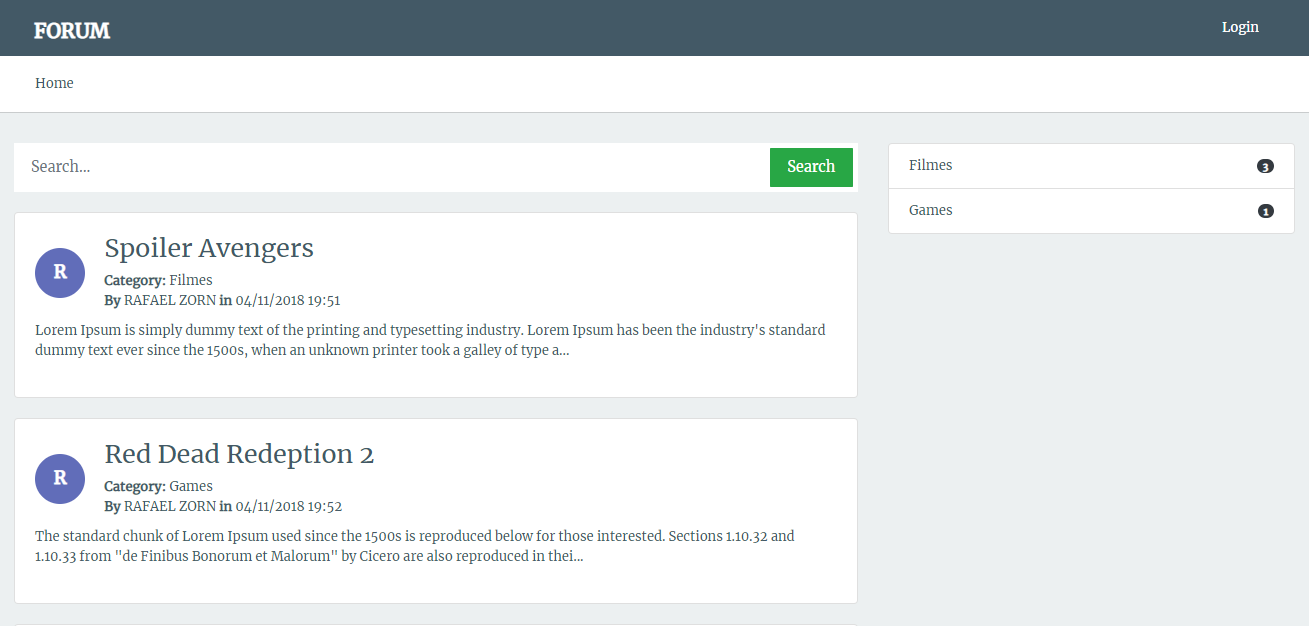 FORUM
Login
Home
Search...
Search
Filmes
3
Games
1
R
Spoiler Avengers
Category: Filmes
By RAFAEL ZORN in 04/11/2018 19:51
Lorem Ipsum is simply dummy text of the printing and typesetting industry. Lorem Ipsum has been the industry's standard
dummy text ever since the 1500s, when an unknown printer took a galley of type a...
R
Red Dead Redeption 2
Category: Games
By RAFAEL ZORN in 04/11/2018 19:52
The standard chunk of Lorem Ipsum used since the 1500s is reproduced below for those interested. Sections 1.10.32 and
1.10.33 from "de Finibus Bonorum et Malorum" by Cicero are also reproduced in thei...